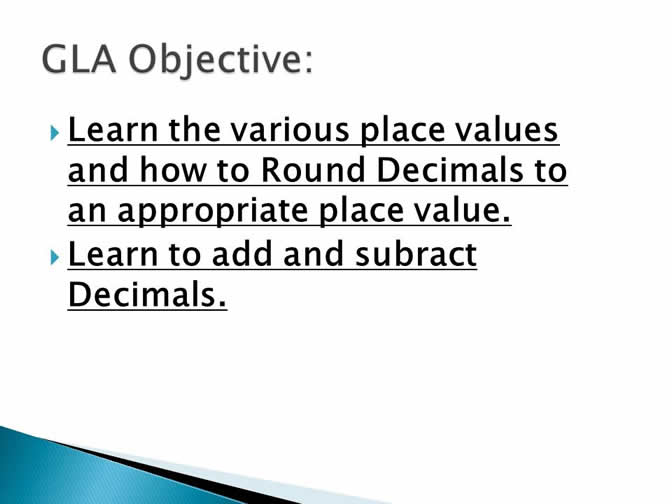 GLA Objective:
Learn the various place values
and how to Round Decimals to
an appropriate place value.
Learn to add and subract
Decimals.